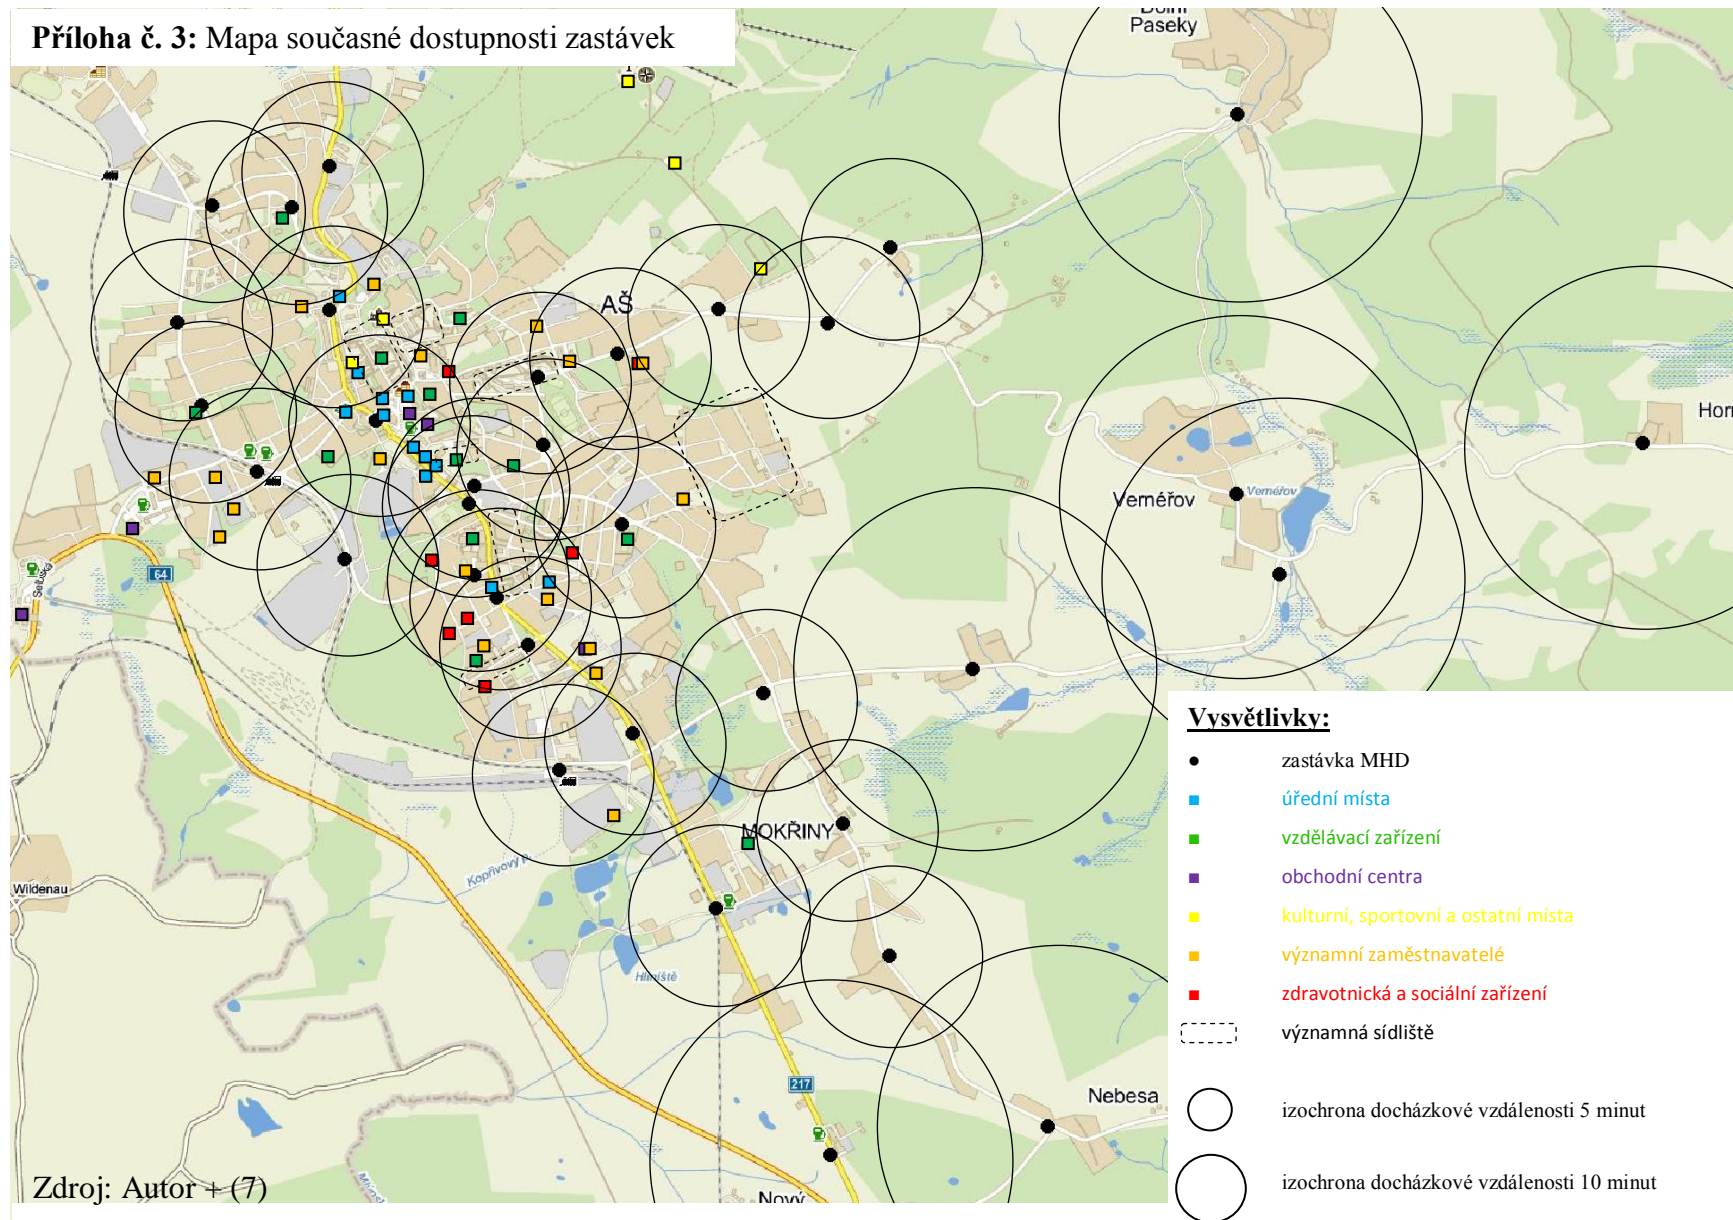 Příloha č. 3: Mapa současné dostupnosti zastávek
Dolní
Paseky
AŠ
Horn
Vernéřov
Vernéřov
64
Selbská
MOKŘINY
Kopřivový p.
Wildenau
Hliniště
217
Nebesa
Nový
Zdroj: Autor + (7)
Vysvětlivky:
zastávka MHD
úřední místa
vzdělávací zařízení
obchodní centra
kulturní, sportovní a ostatní místa
významní zaměstnavatelé
zdravotnická a sociální zařízení
významná sídliště
izochrona docházkové vzdálenosti 5 minut
izochrona docházkové vzdálenosti 10 minut